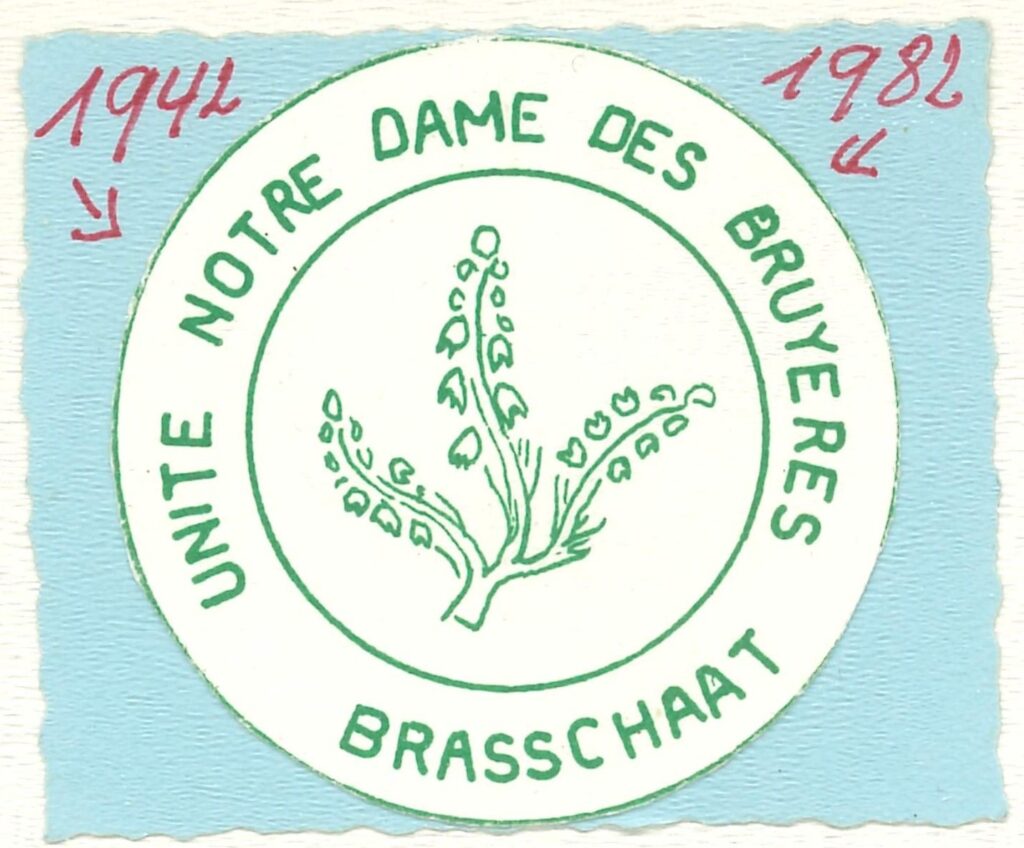 1942
1982
UNITE NOTRE DAME DES BRUYERES
BRASSCHAAT